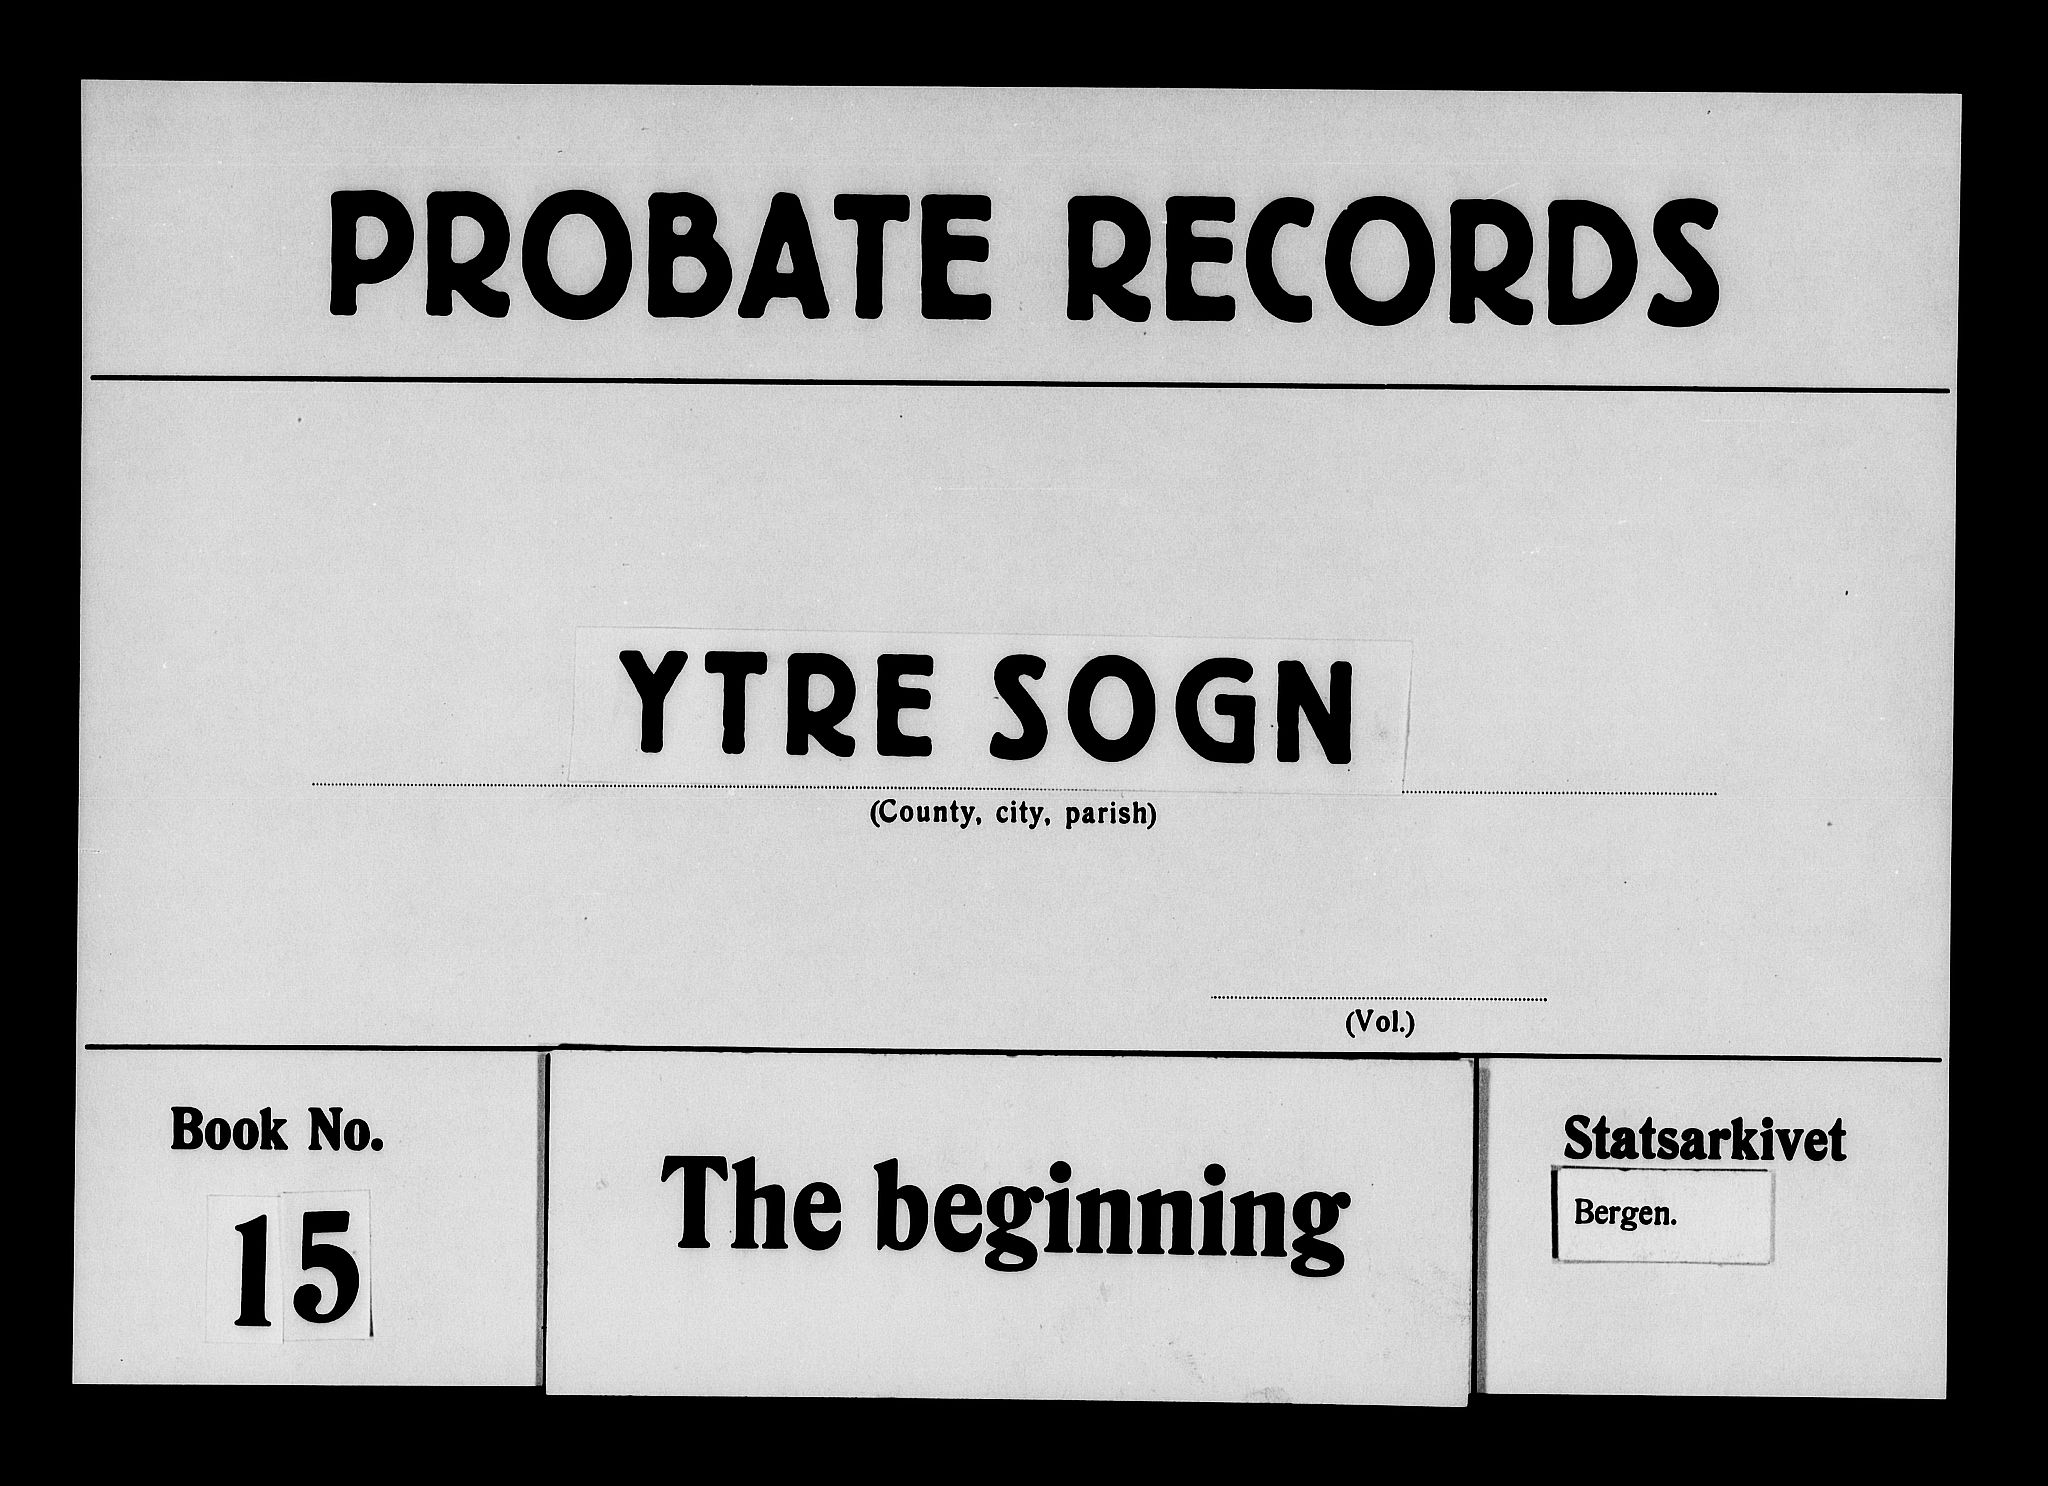 PROBATE RECORDS
YTRE SOGN
(County, city, parish)
(Vol.)
Book No.
15
The beginning
Statsarkivet
Bergen.